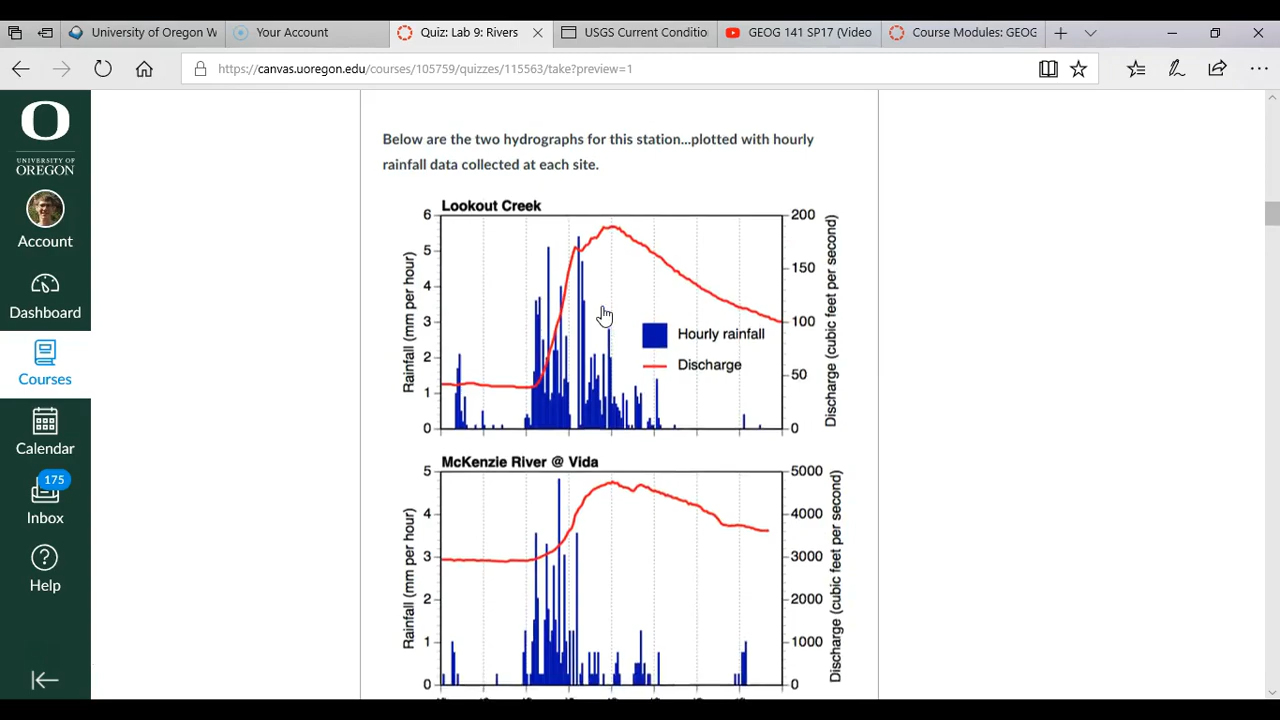 University of Oregon W
Your Account
Quiz: Lab 9: Rivers
USGS Current Conditio
GEOG 141 SP17 (Video
Course Modules: GEOG
https://canvas.uoregon.edu/courses/105759/quizzes/115563/take?preview=1
O
UNIVERSITY OF
OREGON
Account
Dashboard
Courses
Calendar
175
Inbox
Help
Below are the two hydrographs for this station...plotted with hourly
rainfall data collected at each site.
Lookout Creek
6
5
4
3
2
1
0
Rainfall (mm per hour)
200
150
100
50
0
Discharge (cubic feet per second)
Hourly rainfall
Discharge
McKenzie River @ Vida
5
4
3
2
1
0
Rainfall (mm per hour)
5000
4000
3000
2000
1000
0
Discharge (cubic feet per second)